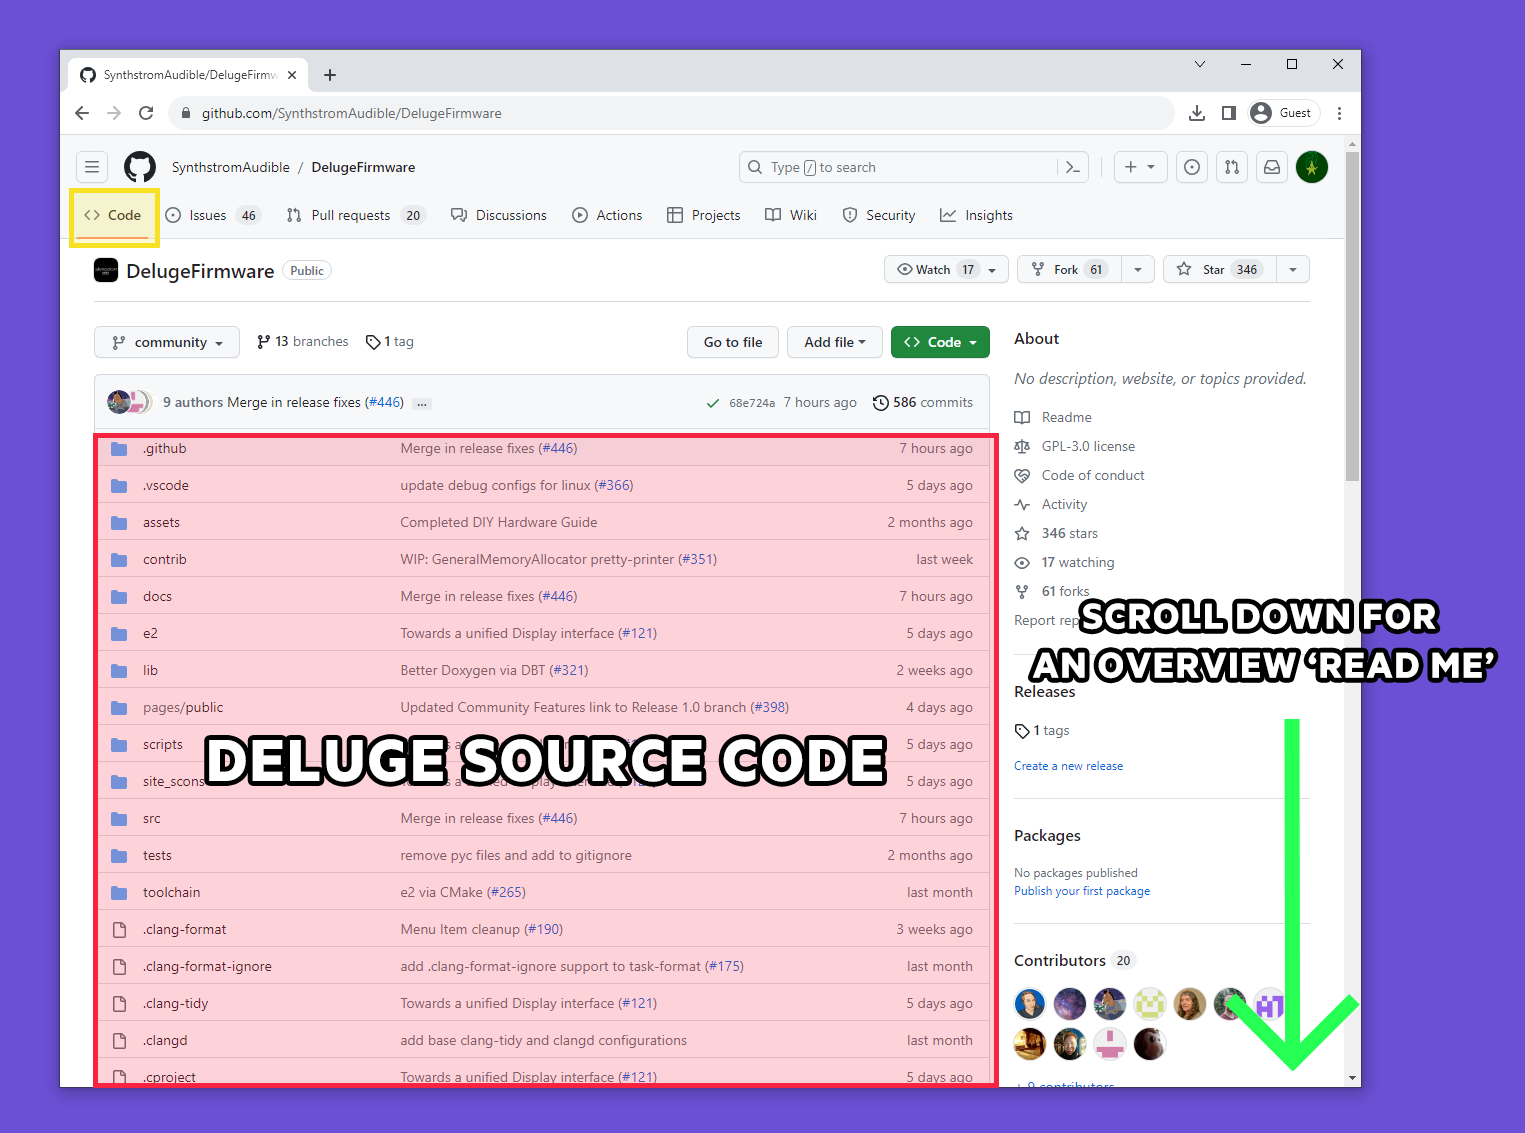 SynthstromAudible/DelugeFirmw
github.com/SynthstromAudible/DelugeFirmware
Guest
SynthstromAudible / DelugeFirmware
Type / to search
Code
Issues 46
Pull requests 20
Discussions
Actions
Projects
Wiki
Security
Insights
DelugeFirmware Public
Watch 17
Fork 61
Star 346
community
13 branches
1 tag
Go to file
Add file
Code
9 authors Merge in release fixes (#446) ...
68e724a 7 hours ago
586 commits
.github Merge in release fixes (#446) 7 hours ago
.vscode update debug configs for linux (#366) 5 days ago
assets Completed DIY Hardware Guide 2 months ago
contrib WIP: GeneralMemoryAllocator pretty-printer (#351) last week
docs Merge in release fixes (#446) 7 hours ago
e2 Towards a unified Display interface (#121) 5 days ago
lib Better Doxygen via DBT (#321) 2 weeks ago
pages/public Updated Community Features link to Release 1.0 branch (#398) 4 days ago
scripts 5 days ago
DELUGE SOURCE CODE
site_scons 5 days ago
src Merge in release fixes (#446) 7 hours ago
tests remove pyc files and add to gitignore 2 months ago
toolchain e2 via CMake (#265) last month
.clang-format Menu Item cleanup (#190) 3 weeks ago
.clang-format-ignore add .clang-format-ignore support to task-format (#175) last month
.clang-tidy Towards a unified Display interface (#121) 5 days ago
.clangd add base clang-tidy and clangd configurations last month
.cproject Towards a unified Display interface (#121) 5 days ago
About
No description, website, or topics provided.
Readme
GPL-3.0 license
Code of conduct
Activity
346 stars
17 watching
61 forks
Report
SCROLL DOWN FOR
AN OVERVIEW ‘READ ME’
Releases
1 tags
Create a new release
Packages
No packages published
Publish your first package
Contributors 20
+ 9 contributors